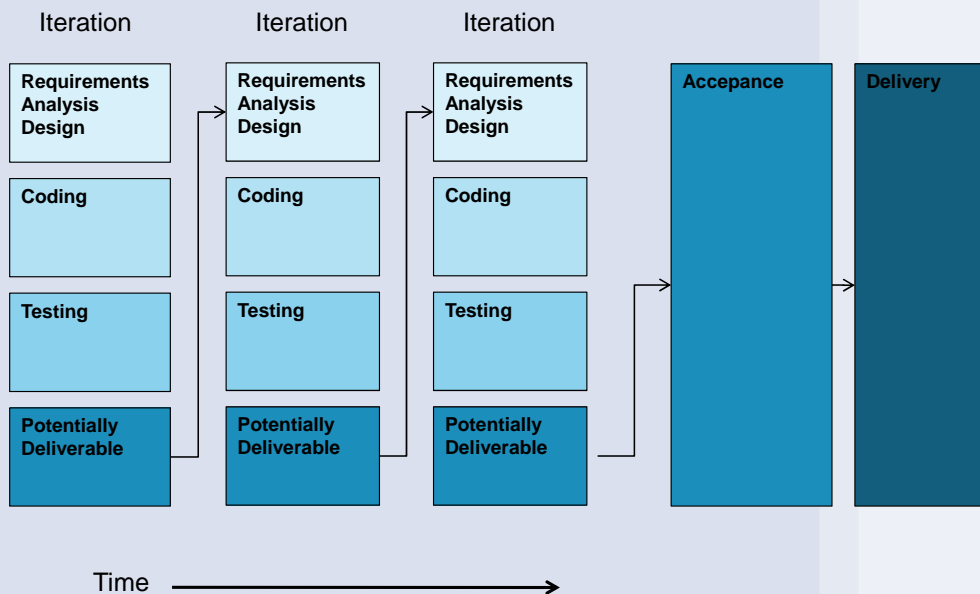 Iteration
Iteration
Iteration
Requirements
Analysis
Design
Coding
Testing
Potentially
Deliverable
Requirements
Analysis
Design
Coding
Testing
Potentially
Deliverable
Requirements
Analysis
Design
Coding
Testing
Potentially
Deliverable
Accepance
Delivery
Time